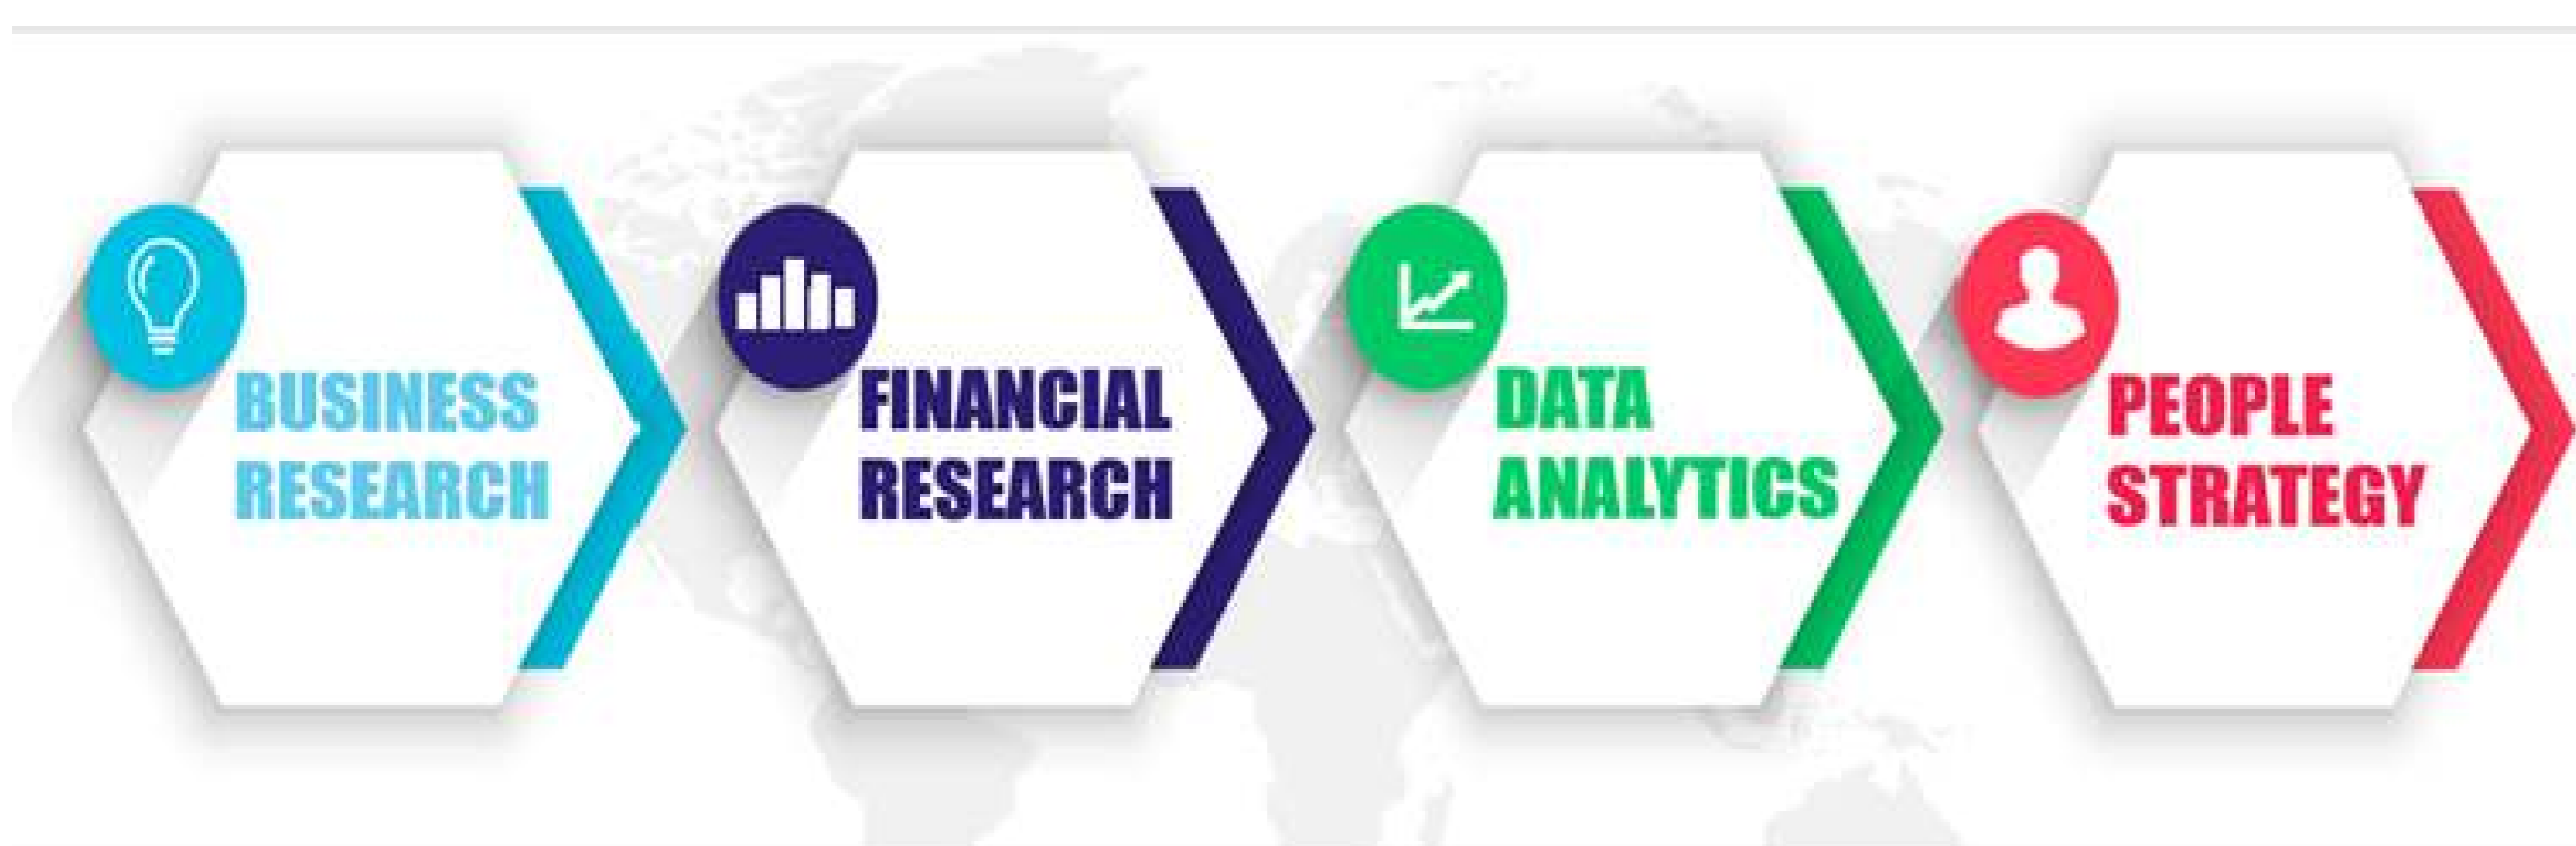 BUSINESS
RESEARCH
FINANCIAL
RESEARCH
DATA
ANALYTICS
PEOPLE
STRATEGY